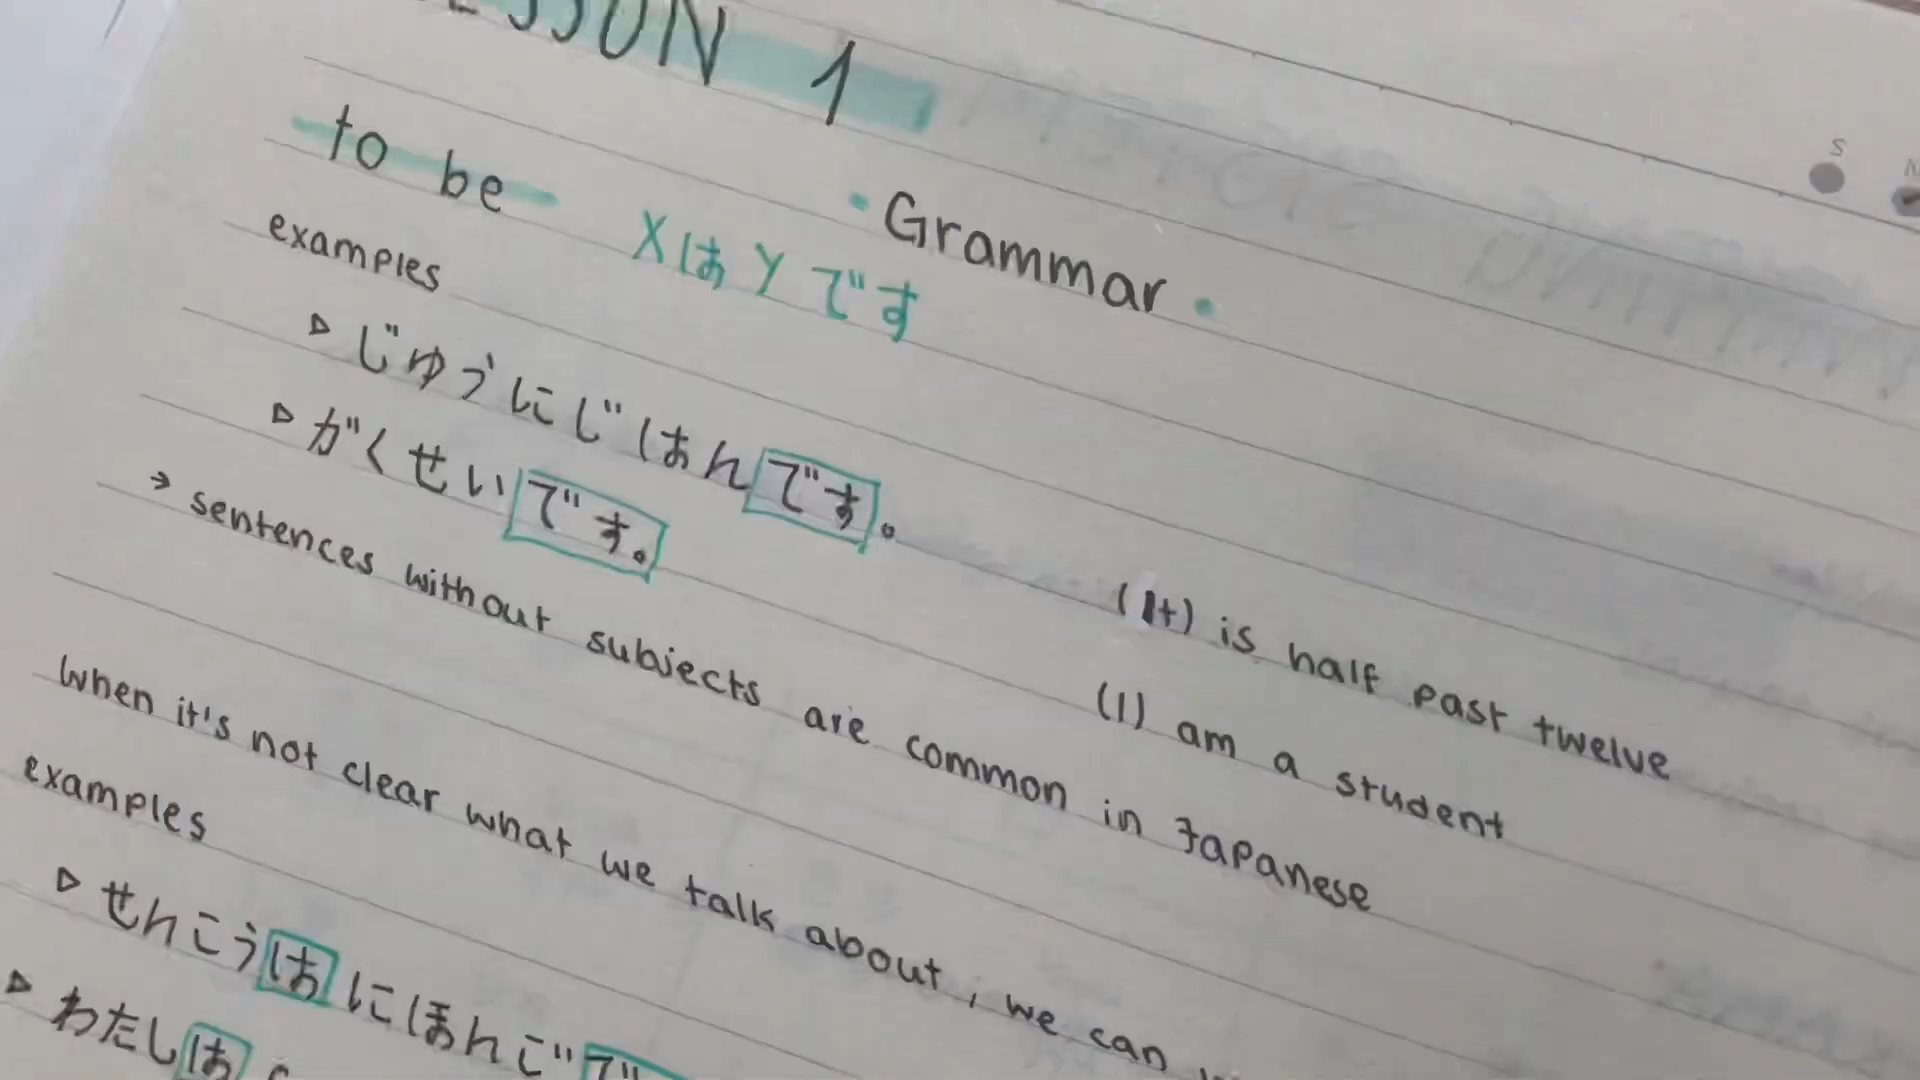 LESSON 1
• Grammar •
to be XはYです
examples
▷ じゅうにじはんです。 (It) is half past twelve
▷ がくせいです。 (I) am a student
→ sentences without subjects are common in Japanese
When it's not clear what we talk about, we can
examples
▷ せんこうはにほんごで
▷ わたしは
S